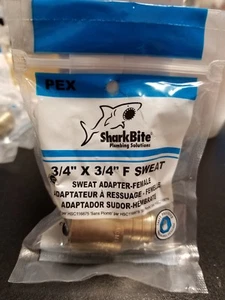 PEX
SharkBite®
Plumbing Solutions
3/4" X 3/4" F SWEAT
SWEAT ADAPTER-FEMALE
ADAPTATEUR À RESSUAGE - FEMELLE
ADAPTADOR SUDOR-HEMBRA